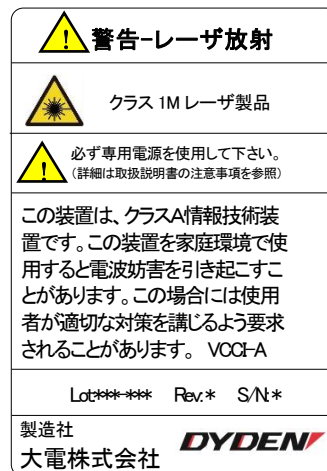 警告-レーザ放射
クラス 1M レーザ製品
必ず専用電源を使用して下さい。
(詳細は取扱説明書の注意事項を参照)
この装置は、クラスA情報技術装
置です。この装置を家庭環境で使
用すると電波妨害を引き起こすこ
とがあります。この場合には使用
者が適切な対策を講じるよう要求
されることがあります。 VCCI-A
Lot:***-*** Rev.:* S/N:*
製造社
大電株式会社 DYDEN